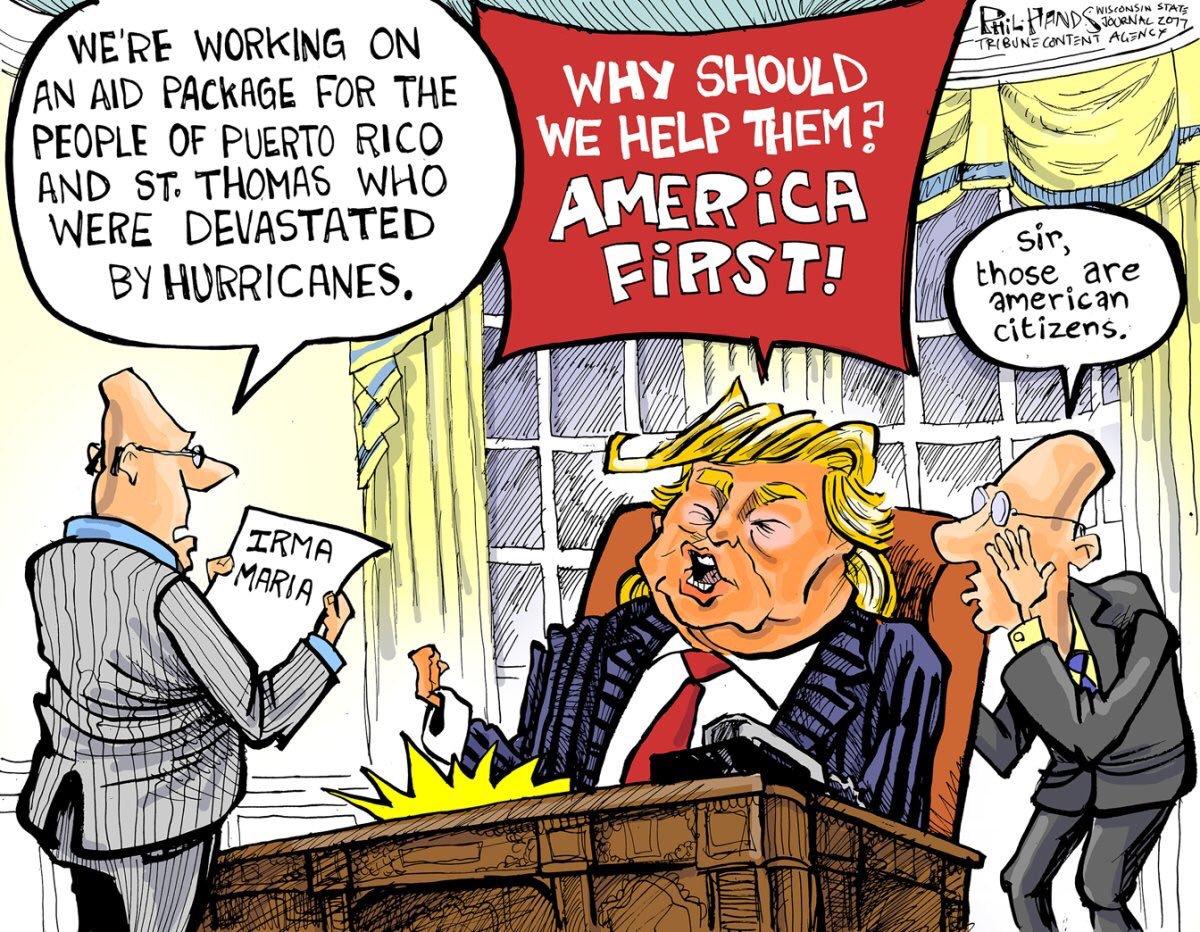 WE'RE WORKING ON
AN AID PACKAGE FOR THE
PEOPLE OF PUERTO RICO
AND ST. THOMAS WHO
WERE DEVASTATED
BY HURRICANES.
WHY SHOULD
WE HELP THEM?
AMERiCA
FiRST!
PHiL HANDS WISCONSIN STATE
JOURNAL 2017
TRIBUNE CONTENT AGENCY
sir,
those are
american
citizens.
IRMA
MARIA